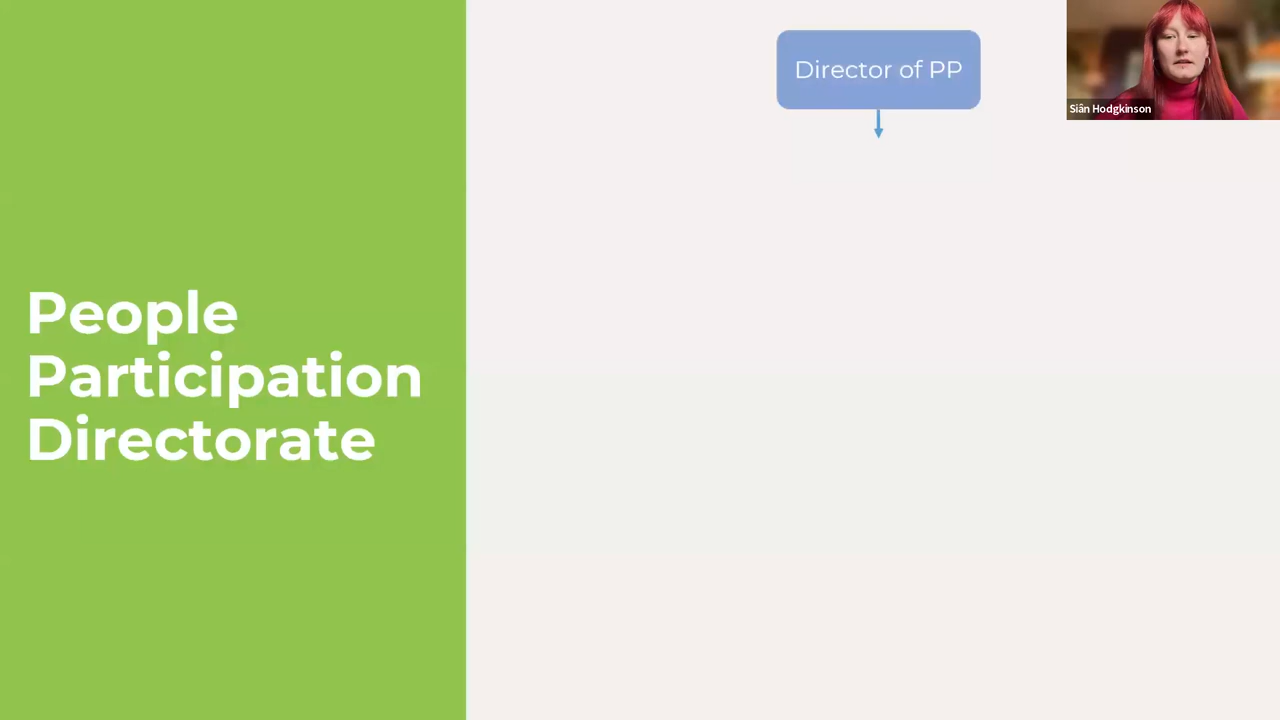 Director of PP
Siân Hodgkinson
People
Participation
Directorate